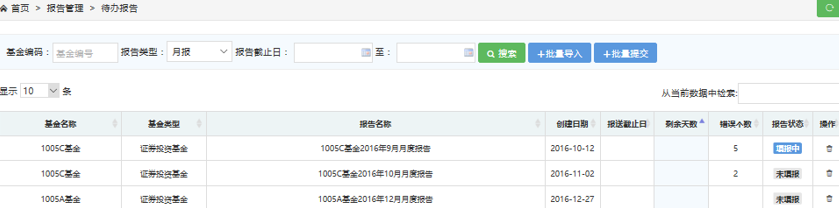 首页 > 报告管理 > 待办报告
基金编码： 基金编号 报告类型： 月报 报告截止日： 至： 搜索 +批量导入 +批量提交
显示 10 条 从当前数据中检索:
基金名称 基金类型 报告名称 创建日期 报送截止日 剩余天数 错误个数 报告状态 操作
1005C基金 证券投资基金 1005C基金2016年9月月度报告 2016-10-12 5 填报中
1005C基金 证券投资基金 1005C基金2016年10月月度报告 2016-11-02 2 未填报
1005A基金 证券投资基金 1005A基金2016年12月月度报告 2016-12-27 未填报